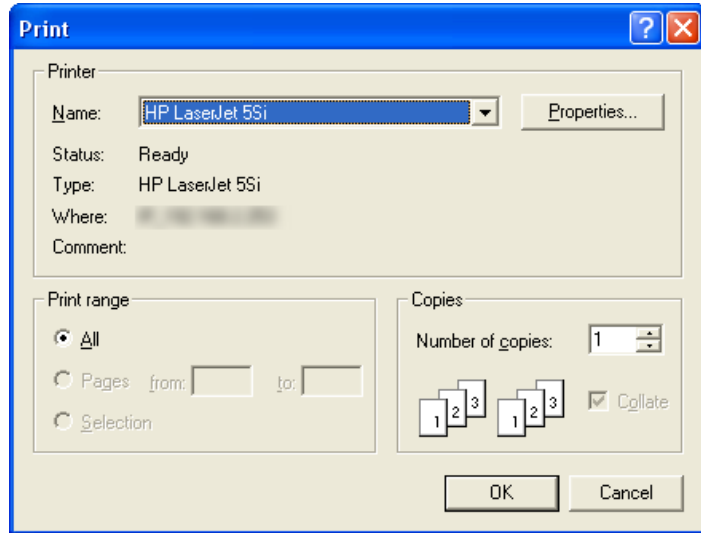 Print
Printer
Name: HP LaserJet 5Si Properties...
Status: Ready
Type: HP LaserJet 5Si
Where:
Comment:
Print range
All
Pages from: to:
Selection
Copies
Number of copies: 1
1 2 3 1 2 3 Collate
OK Cancel